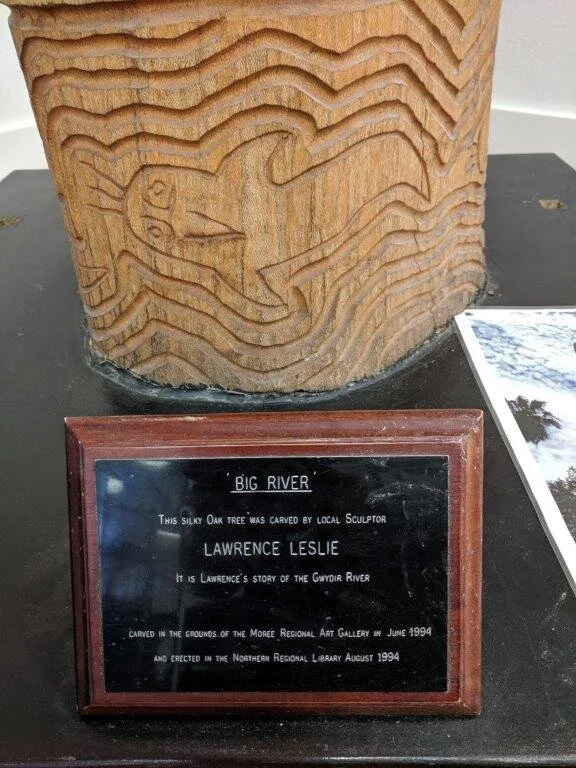 'BIG RIVER'
THIS SILKY OAK TREE WAS CARVED BY LOCAL SCULPTOR
LAWRENCE LESLIE
IT IS LAWRENCE'S STORY OF THE GWYDIR RIVER
CARVED IN THE GROUNDS OF THE MOREE REGIONAL ART GALLERY IN JUNE 1994
AND ERECTED IN THE NORTHERN REGIONAL LIBRARY AUGUST 1994